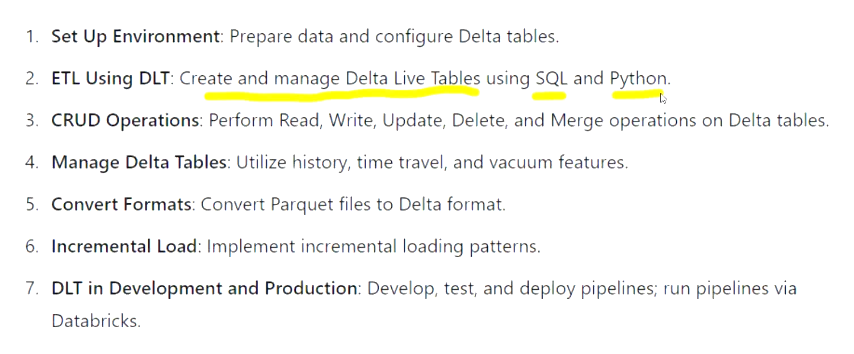 1. Set Up Environment: Prepare data and configure Delta tables.
2. ETL Using DLT: Create and manage Delta Live Tables using SQL and Python.
3. CRUD Operations: Perform Read, Write, Update, Delete, and Merge operations on Delta tables.
4. Manage Delta Tables: Utilize history, time travel, and vacuum features.
5. Convert Formats: Convert Parquet files to Delta format.
6. Incremental Load: Implement incremental loading patterns.
7. DLT in Development and Production: Develop, test, and deploy pipelines; run pipelines via
Databricks.